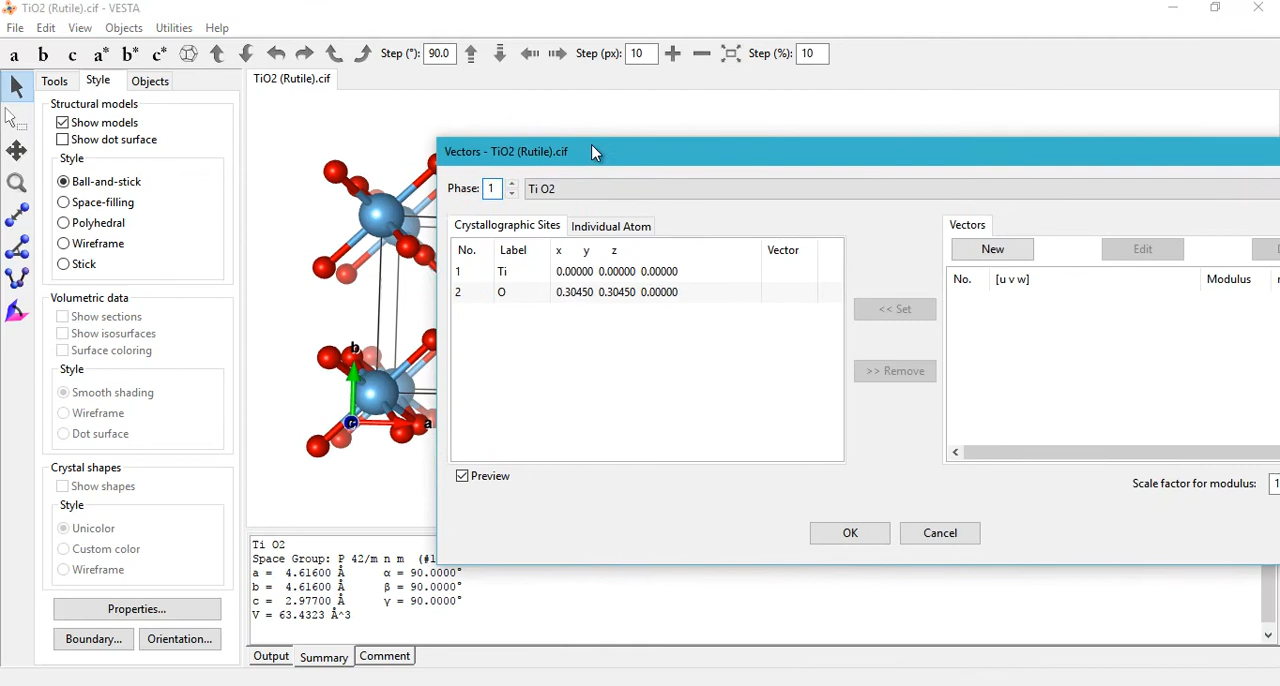 TiO2 (Rutile).cif - VESTA
File Edit View Objects Utilities Help
a b c a* b* c* Step (°): 90.0 Step (px): 10 Step (%): 10
Tools Style Objects
TiO2 (Rutile).cif
Structural models
Show models
Show dot surface
Style
Ball-and-stick
Space-filling
Polyhedral
Wireframe
Stick
Volumetric data
Show sections
Show isosurfaces
Surface coloring
Style
Smooth shading
Wireframe
Dot surface
Crystal shapes
Show shapes
Style
Unicolor
Custom color
Wireframe
Properties...
Boundary... Orientation...
b
c
a
Vectors - TiO2 (Rutile).cif
Phase: 1 Ti O2
Crystallographic Sites Individual Atom
No. Label x y z Vector
1 Ti 0.00000 0.00000 0.00000
2 O 0.30450 0.30450 0.00000
<< Set
>> Remove
Vectors
New Edit
No. [u v w] Modulus
Preview
Scale factor for modulus: 1
OK Cancel
Ti O2
Space Group: P 42/m n m (#1
a = 4.61600 Å α = 90.0000°
b = 4.61600 Å β = 90.0000°
c = 2.97700 Å γ = 90.0000°
V = 63.4323 Å^3
Output Summary Comment